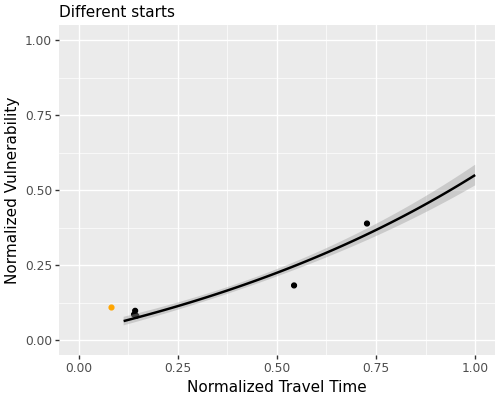 Different starts
1.00
0.75
0.50
0.25
0.00
Normalized Vulnerability
0.00 0.25 0.50 0.75 1.00
Normalized Travel Time